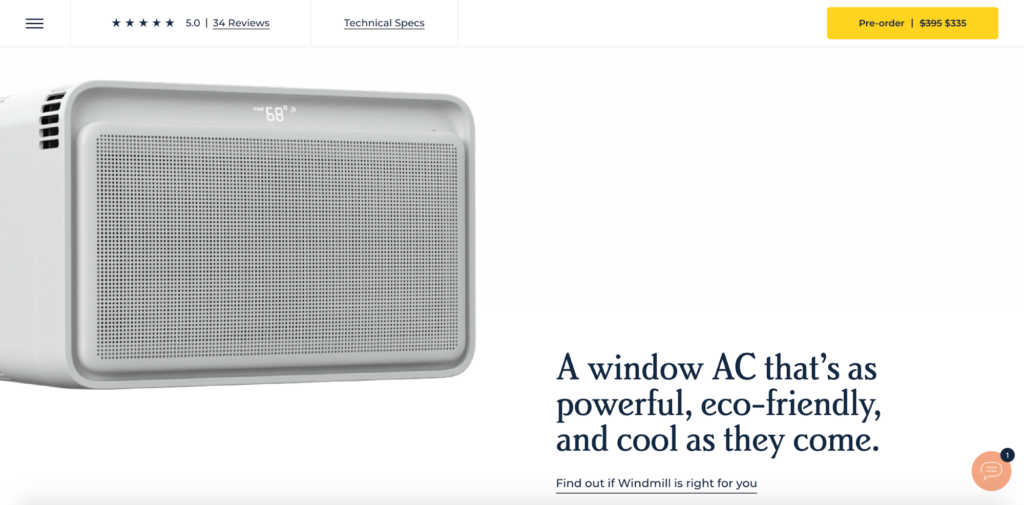 ★★★★★ 5.0 | 34 Reviews
Technical Specs
Pre-order | $395 $335
68°
A window AC that’s as
powerful, eco-friendly,
and cool as they come.
Find out if Windmill is right for you
1